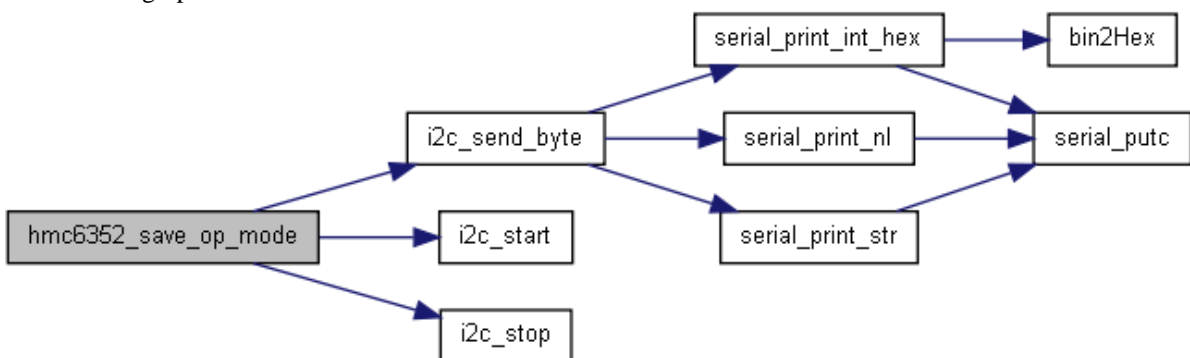 serial_print_int_hex
bin2Hex
i2c_send_byte
serial_print_nl
serial_putc
hmc6352_save_op_mode
i2c_start
serial_print_str
i2c_stop